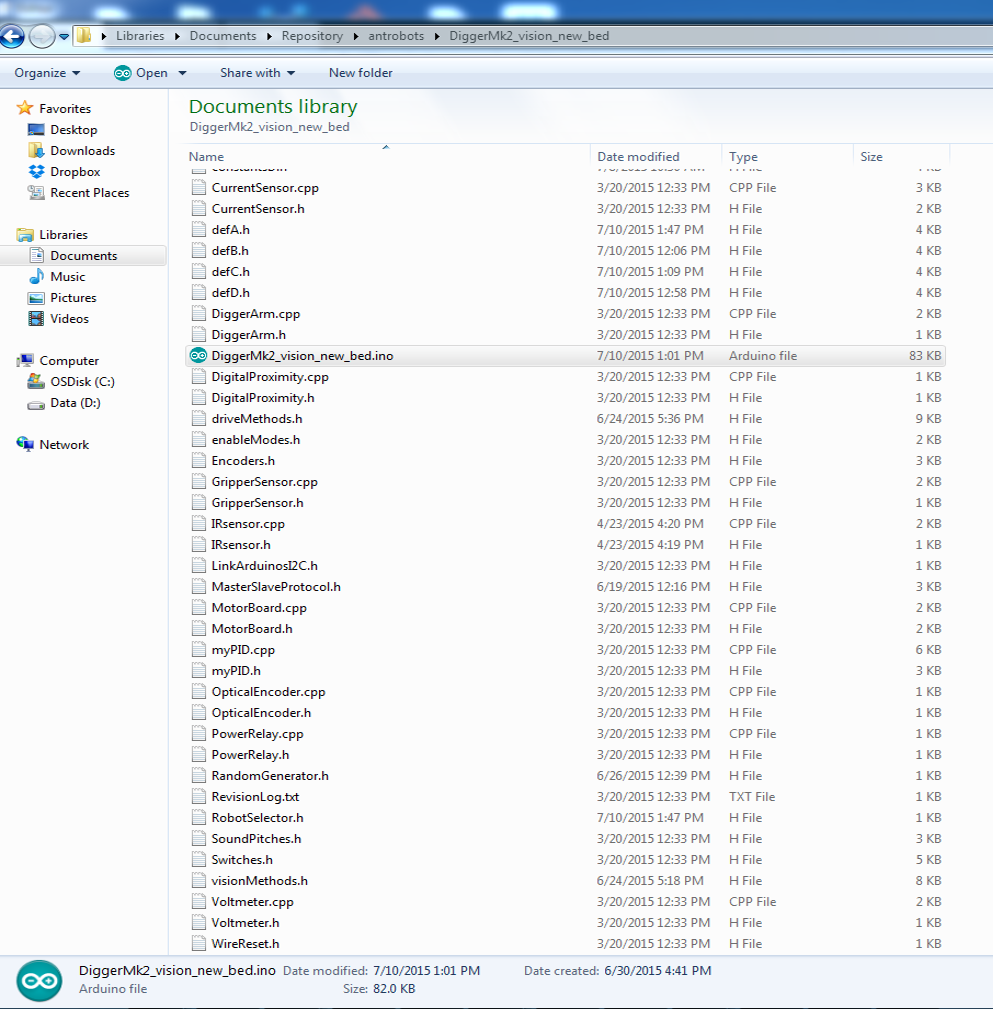 Libraries Documents Repository antrobots DiggerMk2_vision_new_bed
Organize Open Share with New folder
Favorites
Desktop
Downloads
Dropbox
Recent Places
Libraries
Documents
Music
Pictures
Videos
Computer
OSDisk (C:)
Data (D:)
Network
Documents library
DiggerMk2_vision_new_bed
Name Date modified Type Size
CurrentSensor.cpp 3/20/2015 12:33 PM CPP File 3 KB
CurrentSensor.h 3/20/2015 12:33 PM H File 2 KB
defA.h 7/10/2015 1:47 PM H File 4 KB
defB.h 7/10/2015 12:06 PM H File 4 KB
defC.h 7/10/2015 1:09 PM H File 4 KB
defD.h 7/10/2015 12:58 PM H File 4 KB
DiggerArm.cpp 3/20/2015 12:33 PM CPP File 2 KB
DiggerArm.h 3/20/2015 12:33 PM H File 1 KB
DiggerMk2_vision_new_bed.ino 7/10/2015 1:01 PM Arduino file 83 KB
DigitalProximity.cpp 3/20/2015 12:33 PM CPP File 1 KB
DigitalProximity.h 3/20/2015 12:33 PM H File 1 KB
driveMethods.h 6/24/2015 5:36 PM H File 9 KB
enableModes.h 3/20/2015 12:33 PM H File 2 KB
Encoders.h 3/20/2015 12:33 PM H File 3 KB
GripperSensor.cpp 3/20/2015 12:33 PM CPP File 2 KB
GripperSensor.h 3/20/2015 12:33 PM H File 1 KB
IRsensor.cpp 4/23/2015 4:20 PM CPP File 2 KB
IRsensor.h 4/23/2015 4:19 PM H File 1 KB
LinkArduinosI2C.h 3/20/2015 12:33 PM H File 1 KB
MasterSlaveProtocol.h 6/19/2015 12:16 PM H File 3 KB
MotorBoard.cpp 3/20/2015 12:33 PM CPP File 2 KB
MotorBoard.h 3/20/2015 12:33 PM H File 2 KB
myPID.cpp 3/20/2015 12:33 PM CPP File 6 KB
myPID.h 3/20/2015 12:33 PM H File 3 KB
OpticalEncoder.cpp 3/20/2015 12:33 PM CPP File 1 KB
OpticalEncoder.h 3/20/2015 12:33 PM H File 1 KB
PowerRelay.cpp 3/20/2015 12:33 PM CPP File 1 KB
PowerRelay.h 3/20/2015 12:33 PM H File 1 KB
RandomGenerator.h 6/26/2015 12:39 PM H File 1 KB
RevisionLog.txt 3/20/2015 12:33 PM TXT File 1 KB
RobotSelector.h 7/10/2015 1:47 PM H File 1 KB
SoundPitches.h 3/20/2015 12:33 PM H File 3 KB
Switches.h 3/20/2015 12:33 PM H File 5 KB
visionMethods.h 6/24/2015 5:18 PM H File 8 KB
Voltmeter.cpp 3/20/2015 12:33 PM CPP File 2 KB
Voltmeter.h 3/20/2015 12:33 PM H File 1 KB
WireReset.h 3/20/2015 12:33 PM H File 1 KB
DiggerMk2_vision_new_bed.ino Date modified: 7/10/2015 1:01 PM Date created: 6/30/2015 4:41 PM
Arduino file Size: 82.0 KB